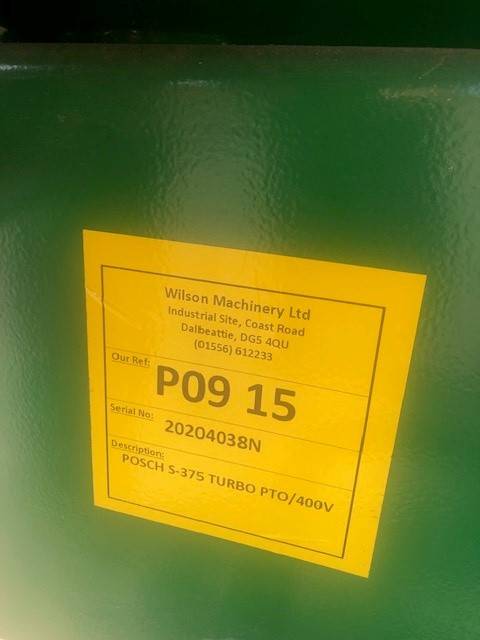 Wilson Machinery Ltd
Industrial Site, Coast Road
Dalbeattie, DG5 4QU
(01556) 612233
Our Ref:
P09 15
Serial No:
20204038N
Description:
POSCH S-375 TURBO PTO/400V